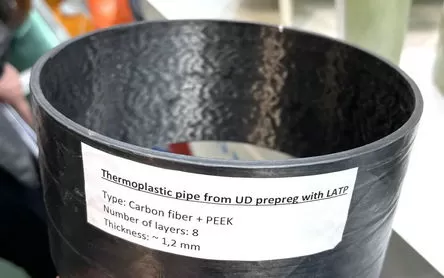 Thermoplastic pipe from UD prepreg with LATP
Type: Carbon fiber + PEEK
Number of layers: 8
Thickness: ~ 1,2 mm